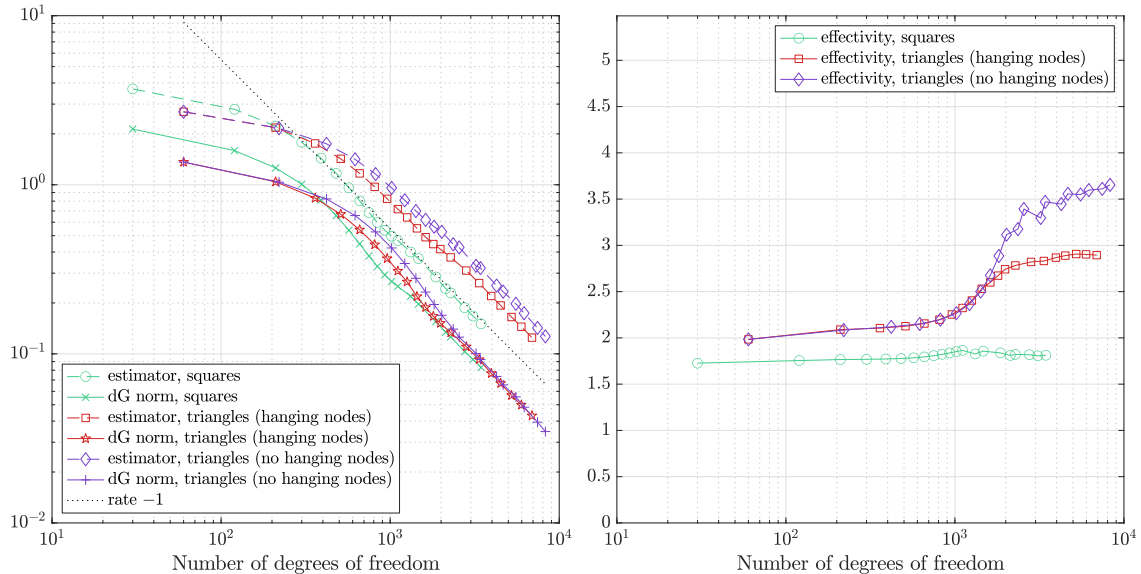 10^1
10^0
10^{-1}
10^{-2}
10^1
10^2
10^3
10^4
Number of degrees of freedom
estimator, squares
dG norm, squares
estimator, triangles (hanging nodes)
dG norm, triangles (hanging nodes)
estimator, triangles (no hanging nodes)
dG norm, triangles (no hanging nodes)
rate −1
5
4.5
4
3.5
3
2.5
2
1.5
1
0.5
0
10^1
10^2
10^3
10^4
Number of degrees of freedom
effectivity, squares
effectivity, triangles (hanging nodes)
effectivity, triangles (no hanging nodes)